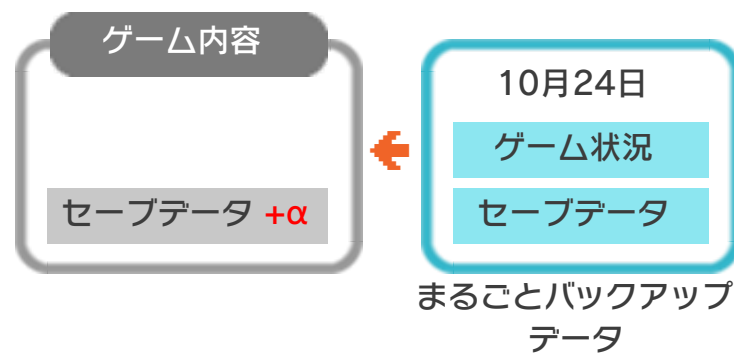 ゲーム内容
セーブデータ +α
10月24日
ゲーム状況
セーブデータ
まるごとバックアップ
データ